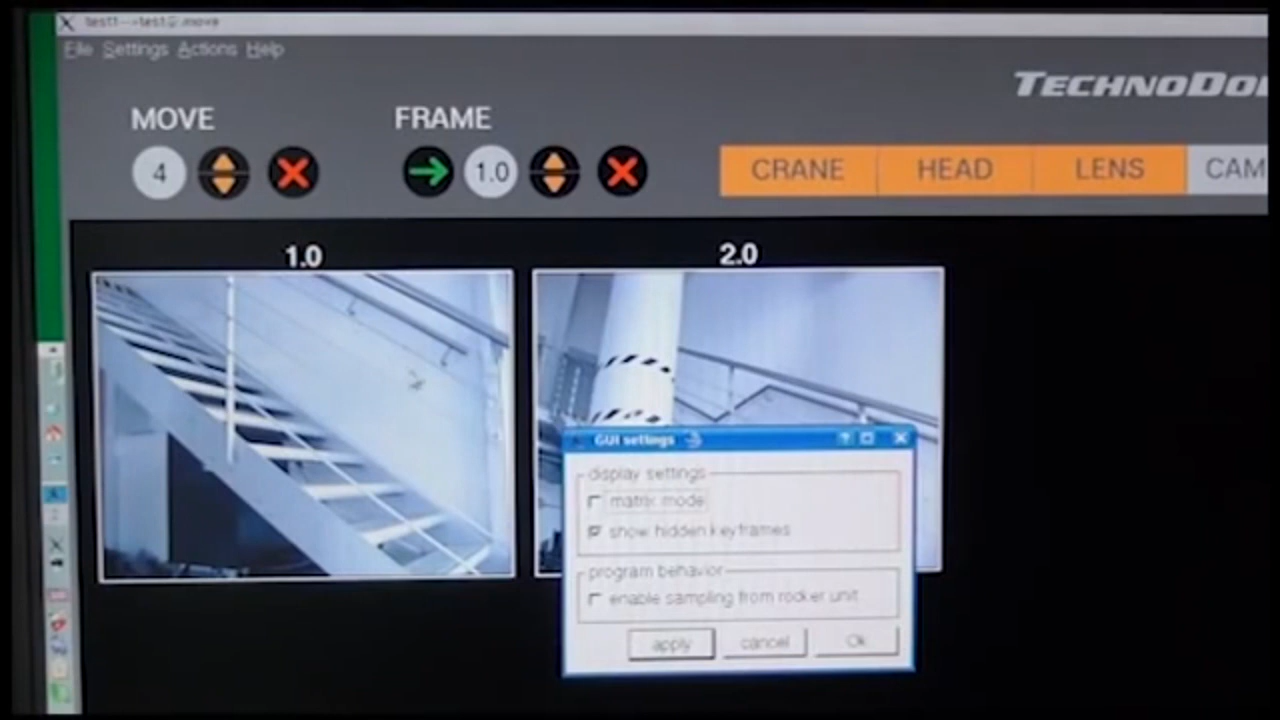 File Settings Actions Help
TECHNODO
MOVE
FRAME
4
1.0
CRANE
HEAD
LENS
CAM
1.0
2.0
GUI settings
display settings
matrix mode
show hidden keyframes
program behavior
enable sampling from rocker unit
apply
cancel
Ok